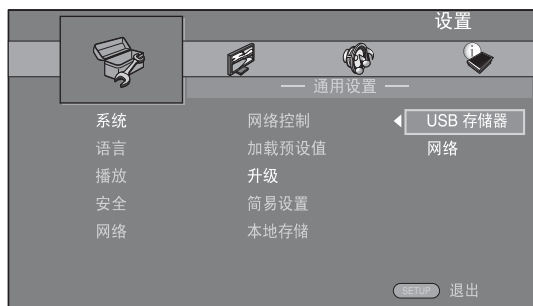 设置
— 通用设置 —
系统 网络控制 USB 存储器
语言 加载预设值 网络
播放 升级
安全 简易设置
网络 本地存储
SETUP 退出